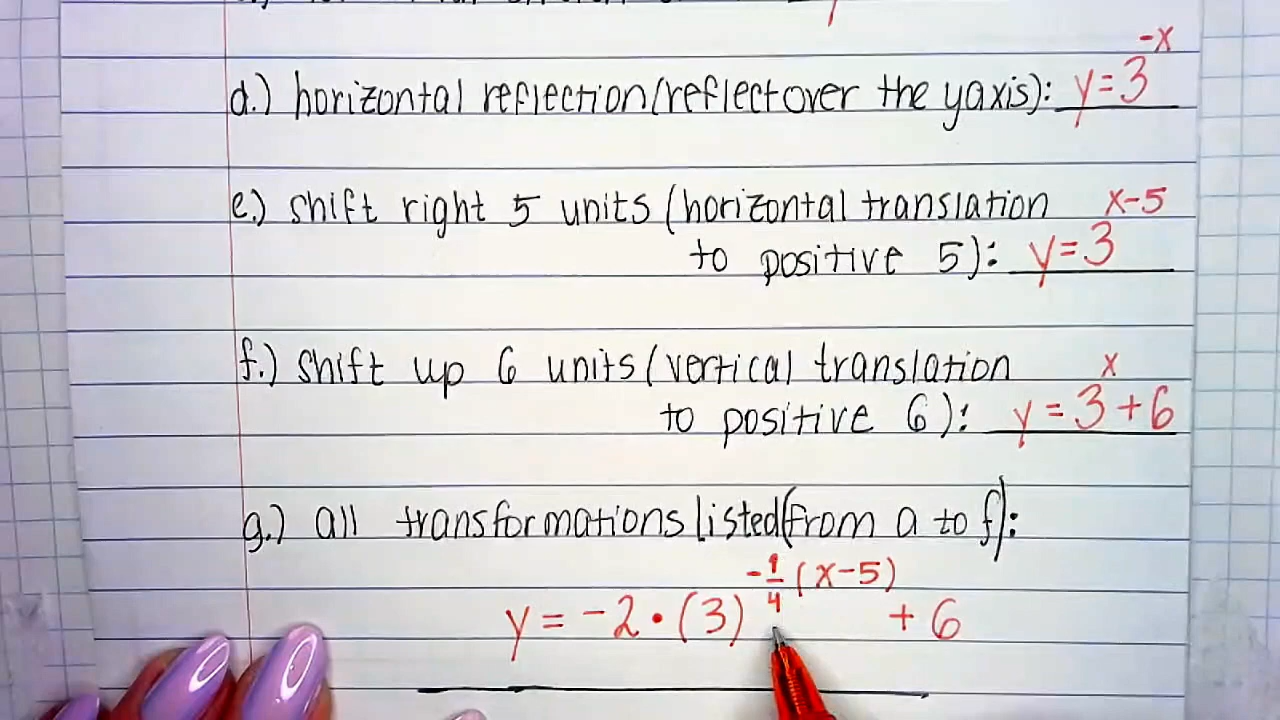 d.) horizontal reflection (reflect over the y axis): y = 3^-x
e.) shift right 5 units (horizontal translation
to positive 5): y = 3^x-5
f.) shift up 6 units (vertical translation
to positive 6): y = 3^x + 6
g.) all transformations listed (from a to f):
y = -2 • (3)^-1/4 (x-5) + 6